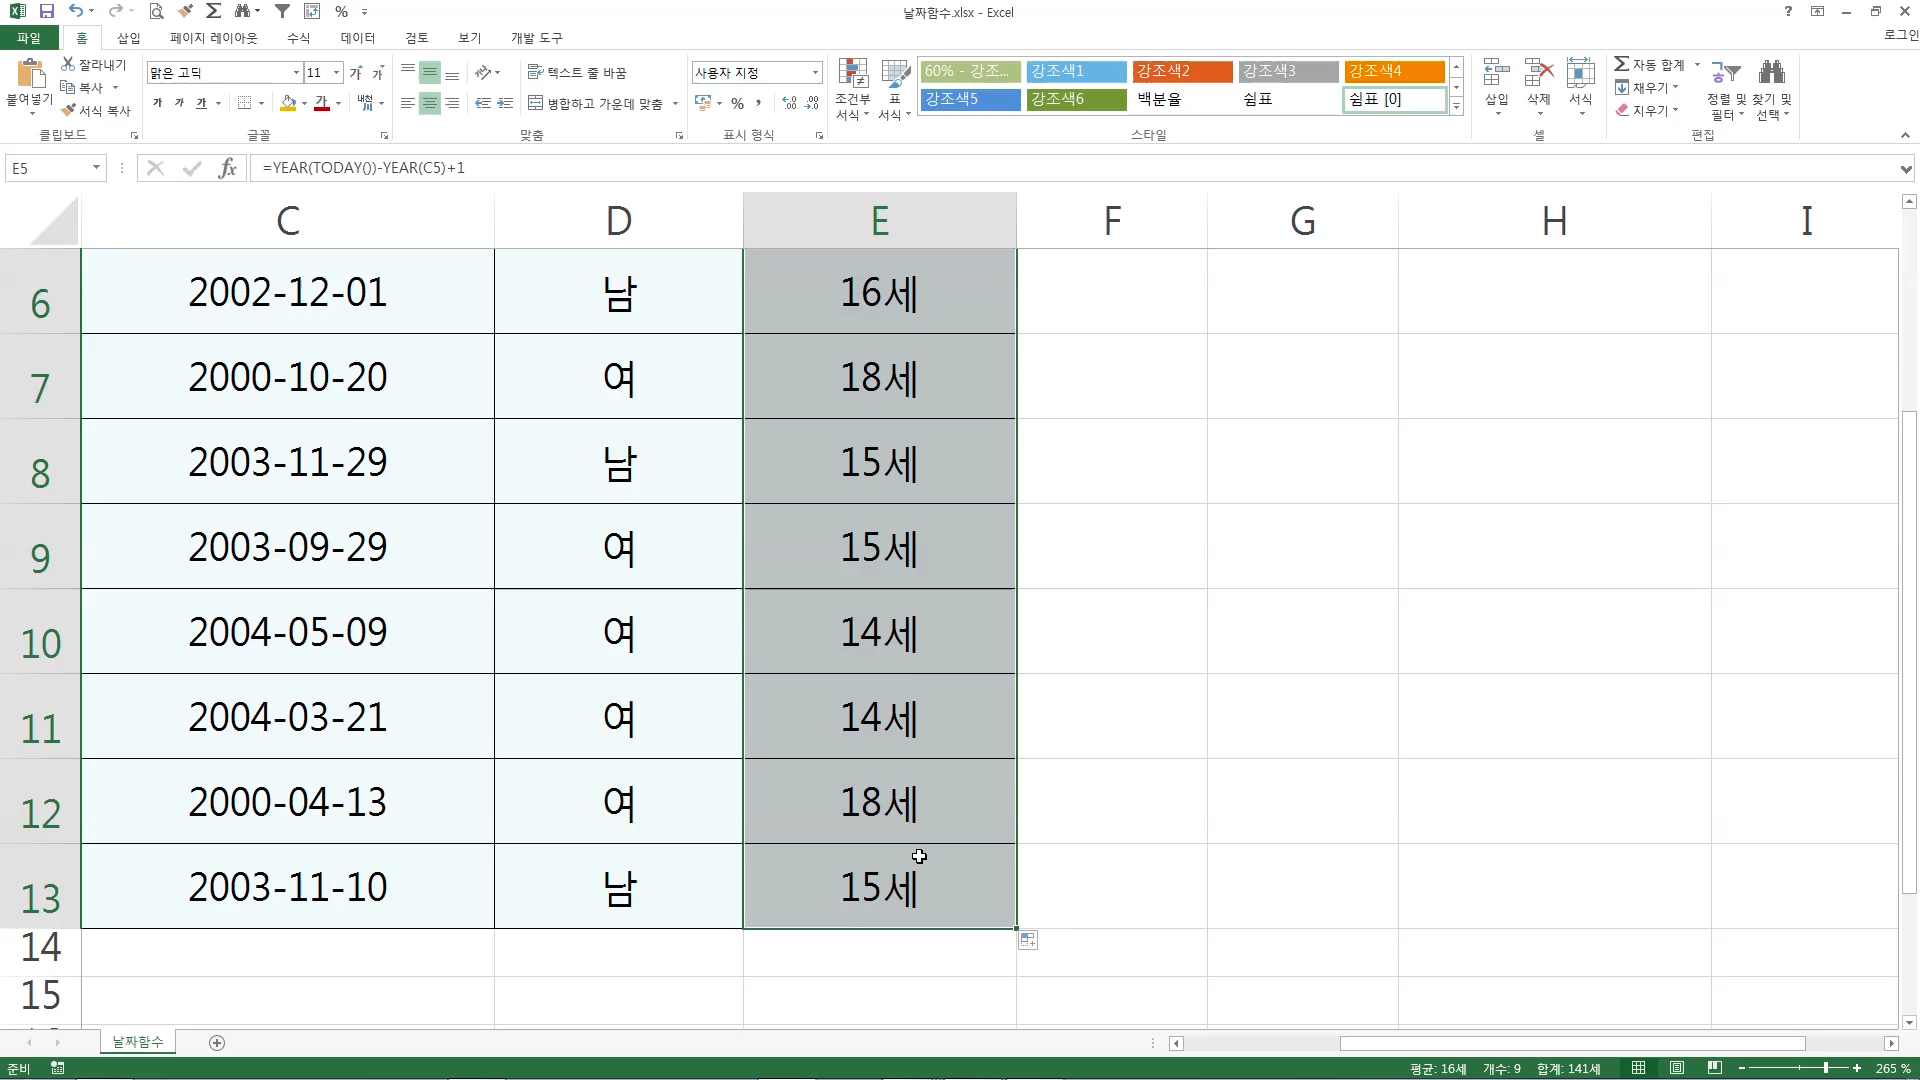 날짜함수.xlsx - Excel
로그인
파일 홈 삽입 페이지 레이아웃 수식 데이터 검토 보기 개발 도구
붙여넣기
잘라내기
복사
서식 복사
클립보드
맑은 고딕 11
가 가
가 가 가 가 내천
글꼴
텍스트 줄 바꿈
병합하고 가운데 맞춤
맞춤
사용자 지정
표시 형식
조건부 서식
표 서식
60% - 강조... 강조색1 강조색2 강조색3 강조색4
강조색5 강조색6 백분율 쉼표 쉼표 [0]
스타일
삽입 삭제 서식
셀
자동 합계
채우기
지우기
정렬 및 필터
찾기 및 선택
편집
E5 fx =YEAR(TODAY())-YEAR(C5)+1
C D E F G H I
6 2002-12-01 남 16세
7 2000-10-20 여 18세
8 2003-11-29 남 15세
9 2003-09-29 여 15세
10 2004-05-09 여 14세
11 2004-03-21 여 14세
12 2000-04-13 여 18세
13 2003-11-10 남 15세
14
15
날짜함수
준비 평균: 16세 개수: 9 합계: 141세 265 %